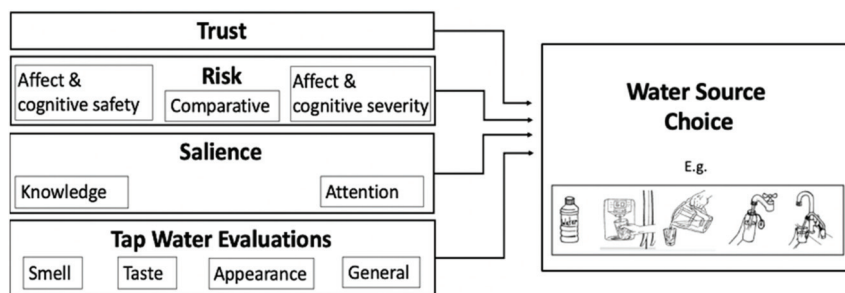 Trust
Risk
Affect &
cognitive safety
Comparative
Affect &
cognitive severity
Salience
Knowledge
Attention
Tap Water Evaluations
Smell
Taste
Appearance
General
Water Source
Choice
E.g.
Water